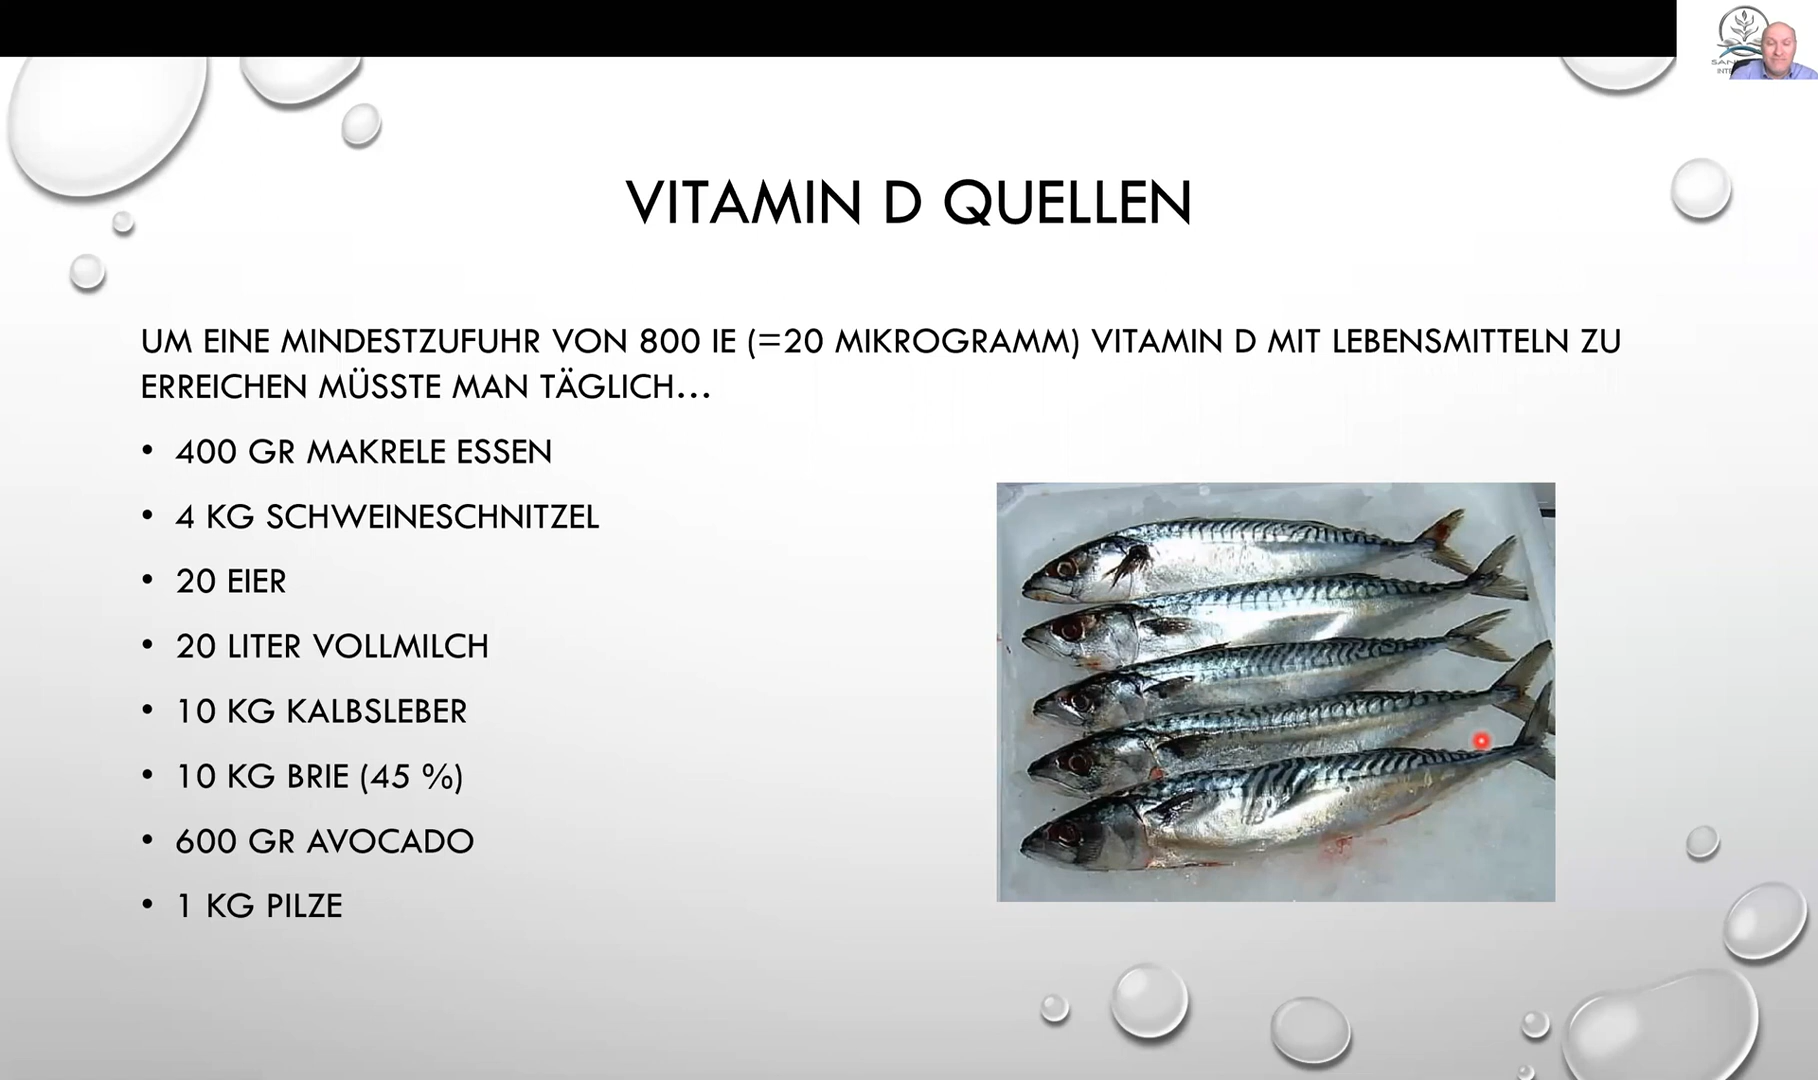 VITAMIN D QUELLEN
UM EINE MINDESTZUFUHR VON 800 IE (=20 MIKROGRAMM) VITAMIN D MIT LEBENSMITTELN ZU
ERREICHEN MÜSSTE MAN TÄGLICH...
• 400 GR MAKRELE ESSEN
• 4 KG SCHWEINESCHNITZEL
• 20 EIER
• 20 LITER VOLLMILCH
• 10 KG KALBSLEBER
• 10 KG BRIE (45 %)
• 600 GR AVOCADO
• 1 KG PILZE